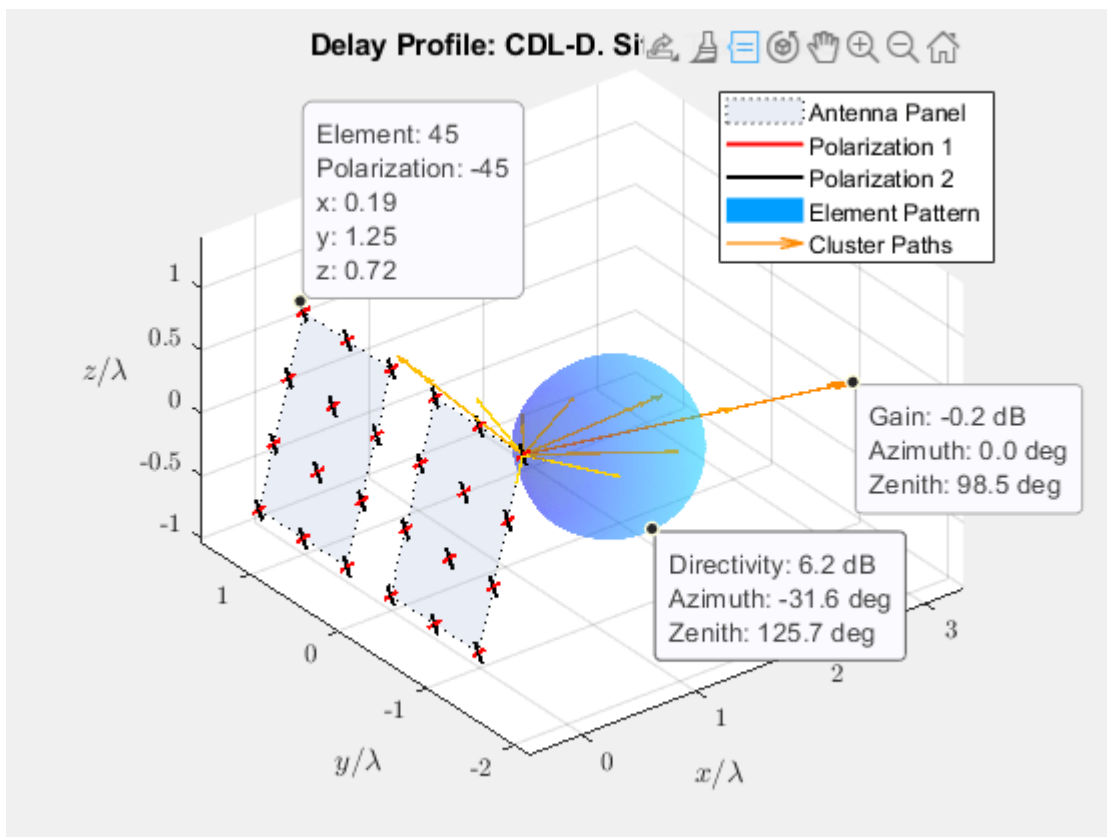 Delay Profile: CDL-D.
Element: 45
Polarization: -45
x: 0.19
y: 1.25
z: 0.72
Antenna Panel
Polarization 1
Polarization 2
Element Pattern
Cluster Paths
1
0.5
0
-0.5
-1
z/λ
Gain: -0.2 dB
Azimuth: 0.0 deg
Zenith: 98.5 deg
Directivity: 6.2 dB
Azimuth: -31.6 deg
Zenith: 125.7 deg
1
0
-1
-2
y/λ
0
1
2
3
x/λ